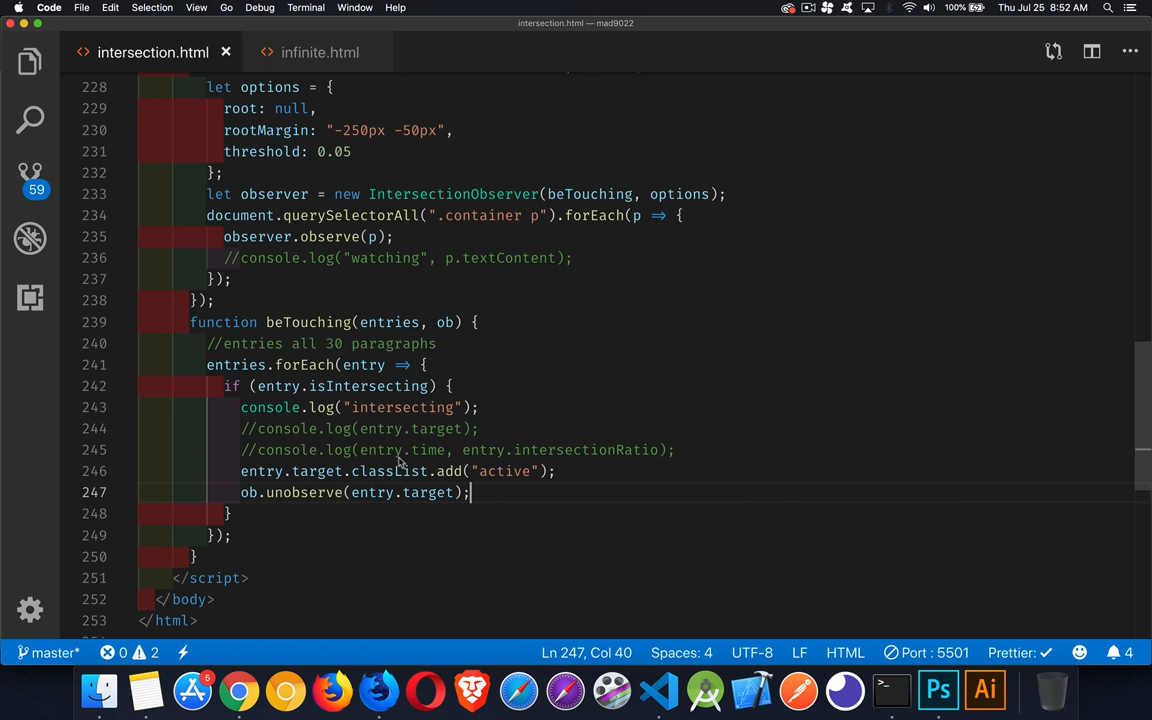 Code File Edit Selection View Go Debug Terminal Window Help 100% Thu Jul 25 8:52 AM
intersection.html — mad9022
<> intersection.html × <> infinite.html
228 let options = {
229 root: null,
230 rootMargin: "-250px -50px",
231 threshold: 0.05
232 };
233 let observer = new IntersectionObserver(beTouching, options);
234 document.querySelectorAll(".container p").forEach(p => {
235 observer.observe(p);
236 //console.log("watching", p.textContent);
237 });
238 });
239 function beTouching(entries, ob) {
240 //entries all 30 paragraphs
241 entries.forEach(entry => {
242 if (entry.isIntersecting) {
243 console.log("intersecting");
244 //console.log(entry.target);
245 //console.log(entry.time, entry.intersectionRatio);
246 entry.target.classList.add("active");
247 ob.unobserve(entry.target);
248 }
249 });
250 }
251 </script>
252 </body>
253 </html>
59
master* 0 2 Ln 247, Col 40 Spaces: 4 UTF-8 LF HTML Port : 5501 Prettier: ✓ 4
5 >_ Ps Ai